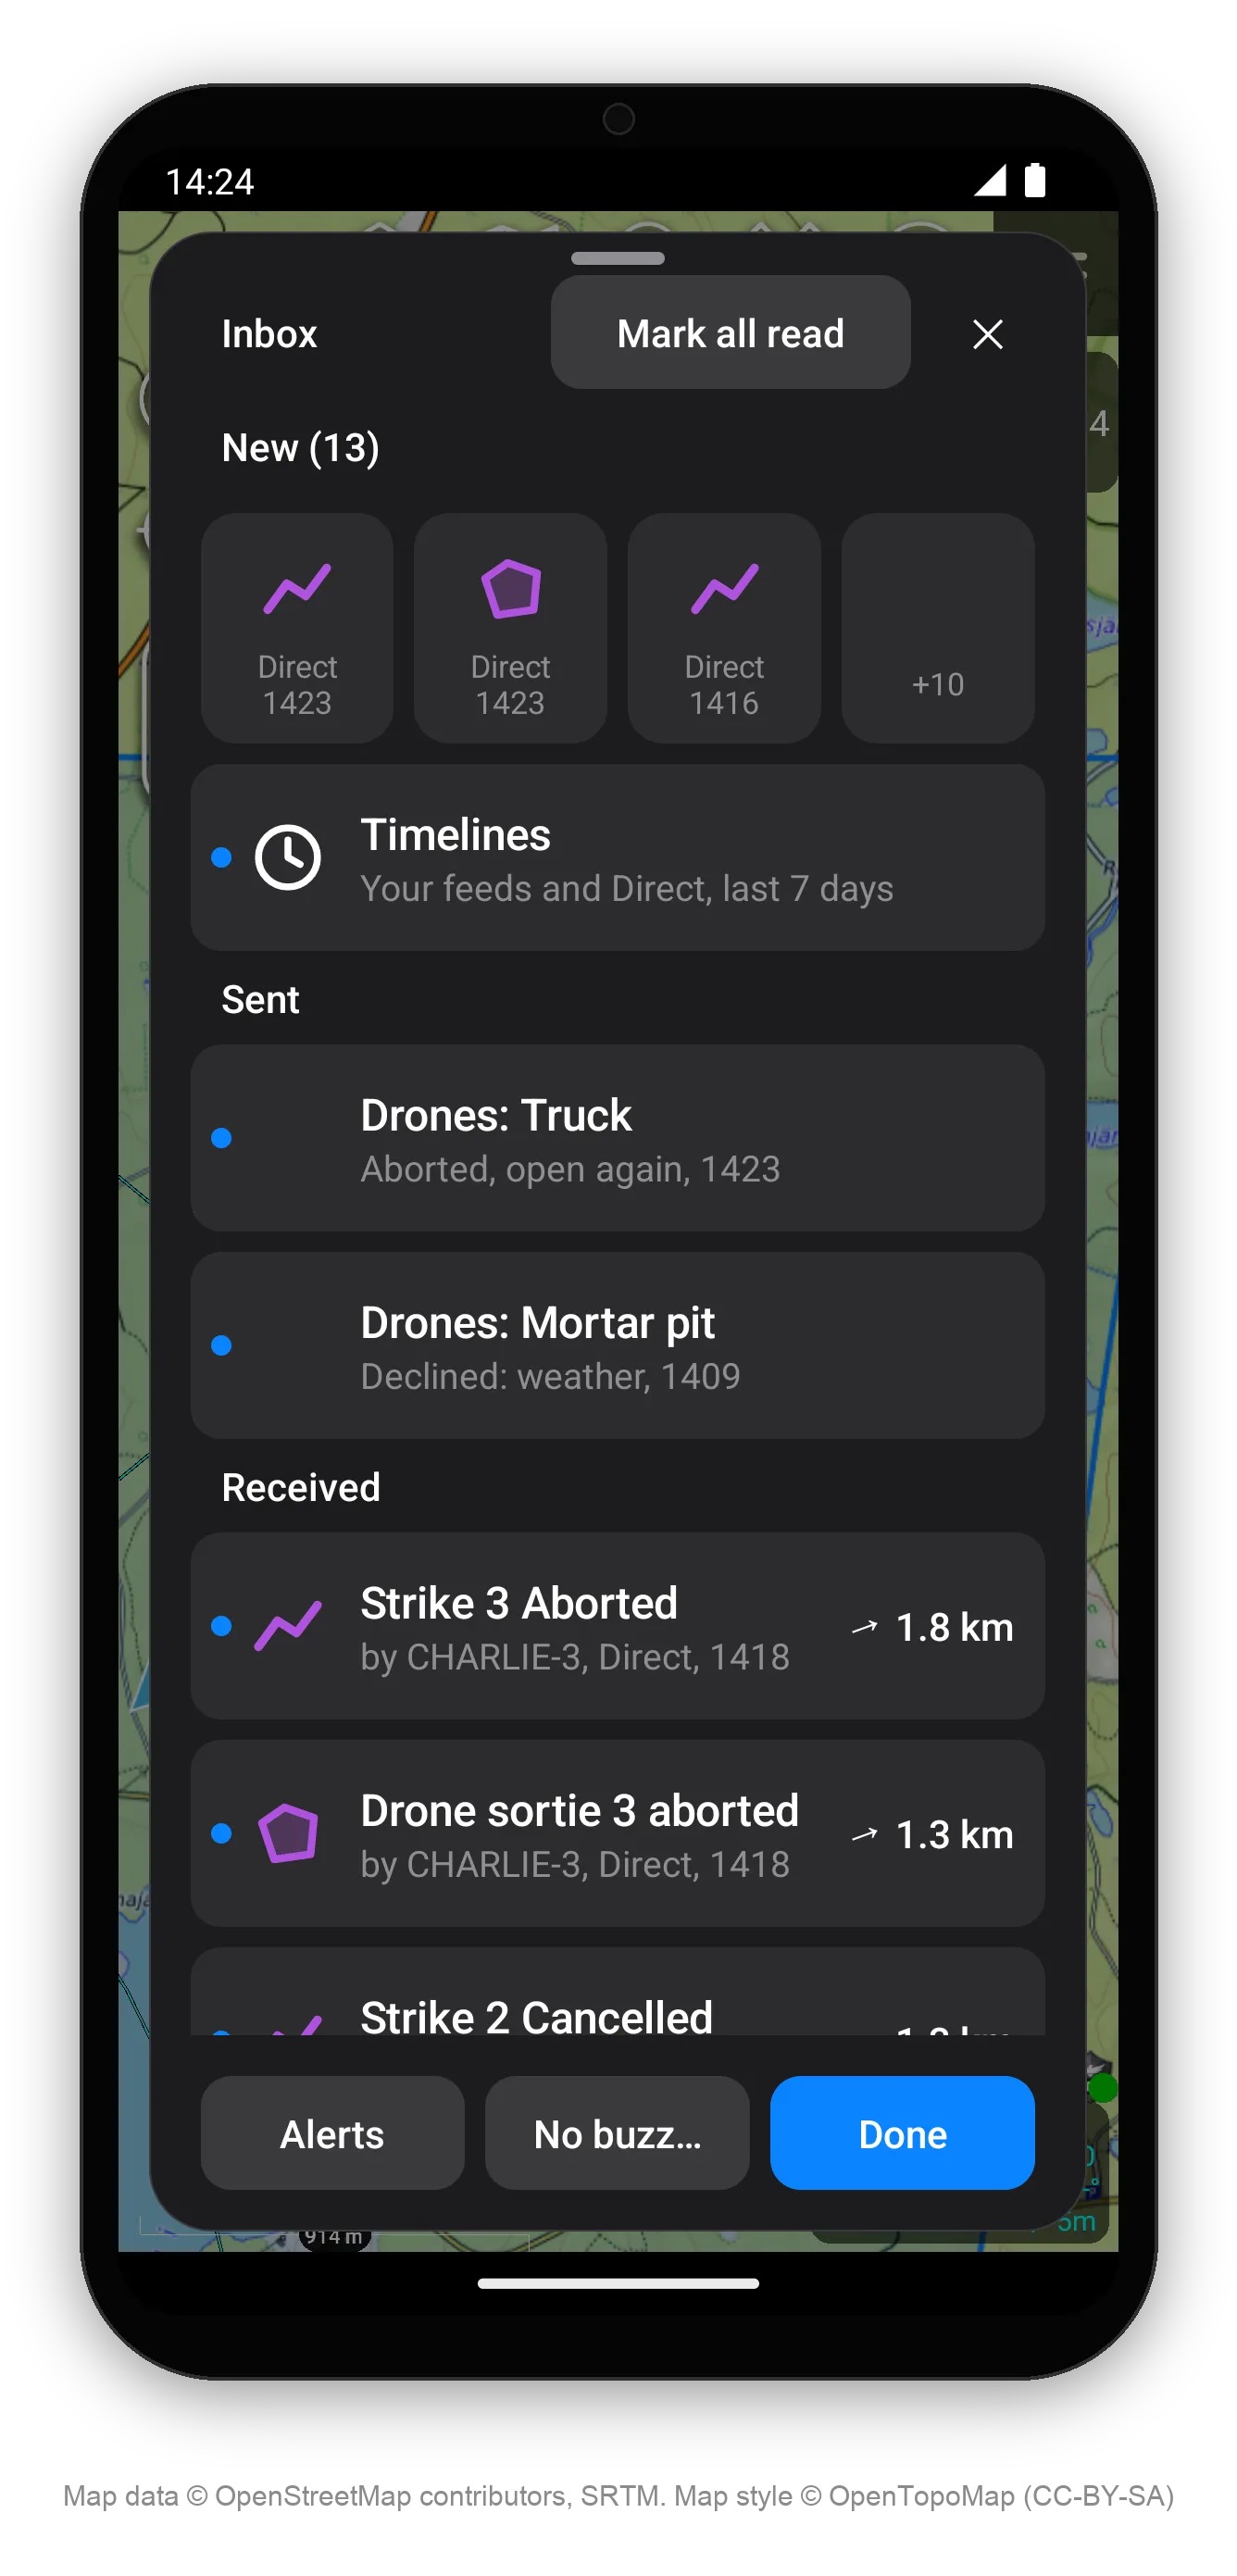 14:24
Inbox
Mark all read
4
New (13)
Direct
1423
Direct
1423
Direct
1416
+10
Timelines
Your feeds and Direct, last 7 days
Sent
Drones: Truck
Aborted, open again, 1423
Drones: Mortar pit
Declined: weather, 1409
Received
Strike 3 Aborted
by CHARLIE-3, Direct, 1418
1.8 km
Drone sortie 3 aborted
by CHARLIE-3, Direct, 1418
1.3 km
Strike 2 Cancelled
Alerts
No buzz…
Done
914 m
5m
Map data © OpenStreetMap contributors, SRTM. Map style © OpenTopoMap (CC-BY-SA)